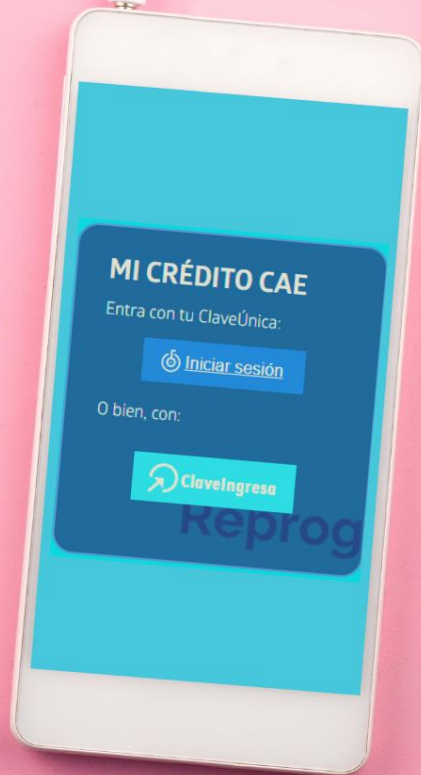 MI CRÉDITO CAE
Entra con tu ClaveÚnica:
Iniciar sesión
O bien, con:
ClaveIngresa
Reprog